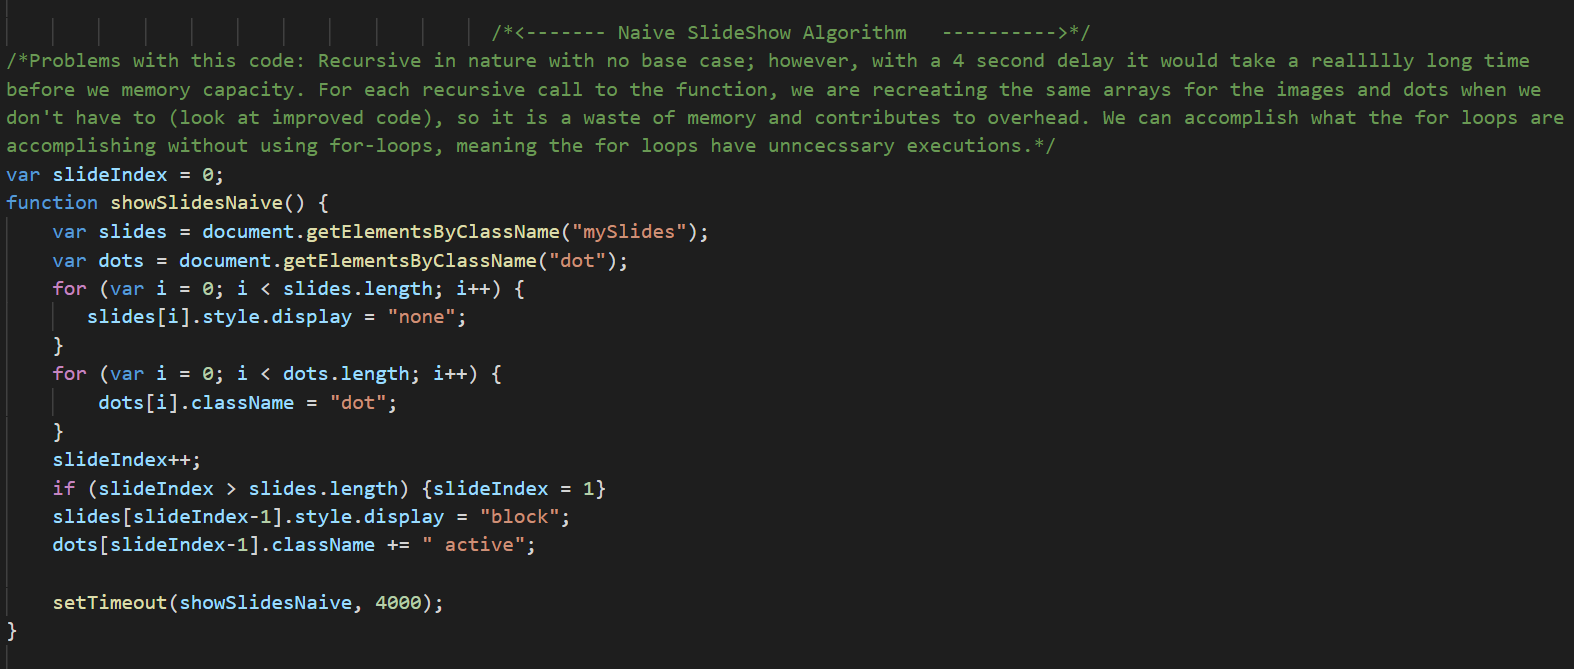 /*<------- Naive SlideShow Algorithm   ---------->*/
/*Problems with this code: Recursive in nature with no base case; however, with a 4 second delay it would take a reallllly long time
before we memory capacity. For each recursive call to the function, we are recreating the same arrays for the images and dots when we
don't have to (look at improved code), so it is a waste of memory and contributes to overhead. We can accomplish what the for loops are
accomplishing without using for-loops, meaning the for loops have unncecssary executions.*/
var slideIndex = 0;
function showSlidesNaive() {
    var slides = document.getElementsByClassName("mySlides");
    var dots = document.getElementsByClassName("dot");
    for (var i = 0; i < slides.length; i++) {
       slides[i].style.display = "none";
    }
    for (var i = 0; i < dots.length; i++) {
        dots[i].className = "dot";
    }
    slideIndex++;
    if (slideIndex > slides.length) {slideIndex = 1}
    slides[slideIndex-1].style.display = "block";
    dots[slideIndex-1].className += " active";

    setTimeout(showSlidesNaive, 4000);
}